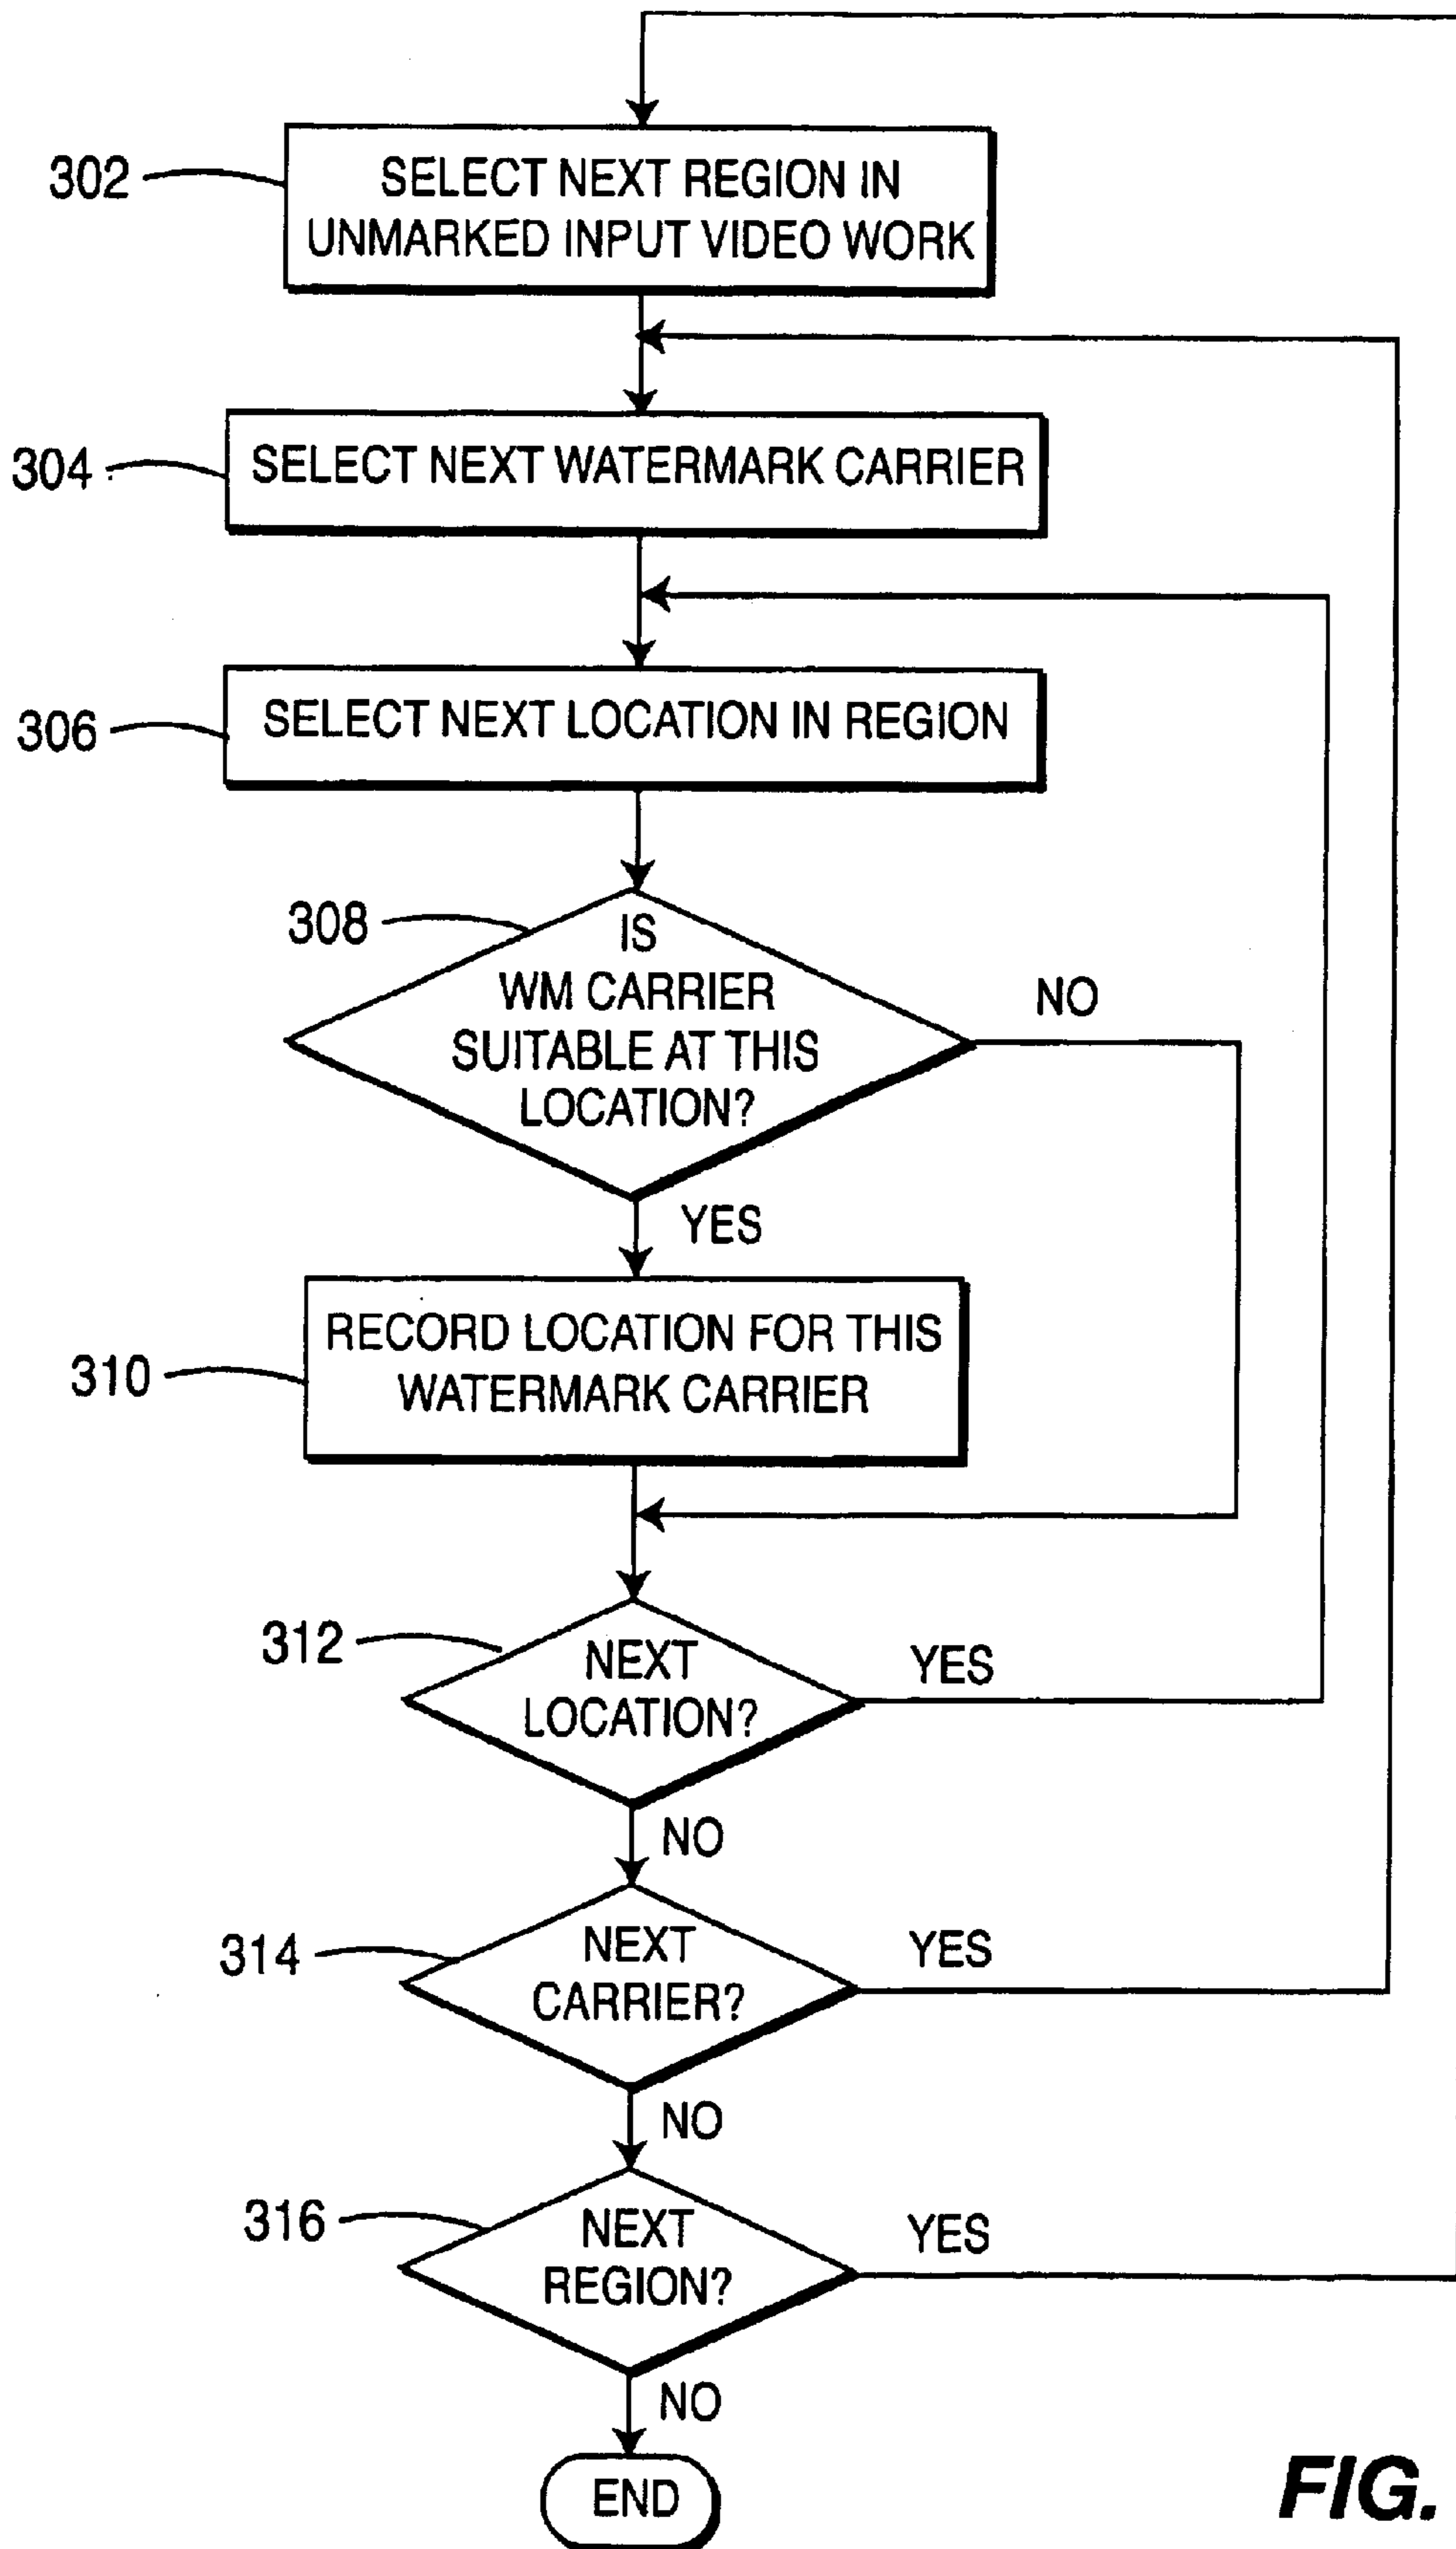 302
SELECT NEXT REGION IN
UNMARKED INPUT VIDEO WORK
304
SELECT NEXT WATERMARK CARRIER
306
SELECT NEXT LOCATION IN REGION
308
IS
WM CARRIER
SUITABLE AT THIS
LOCATION?
NO
YES
310
RECORD LOCATION FOR THIS
WATERMARK CARRIER
312
NEXT
LOCATION?
YES
NO
314
NEXT
CARRIER?
YES
NO
316
NEXT
REGION?
YES
NO
END
FIG.